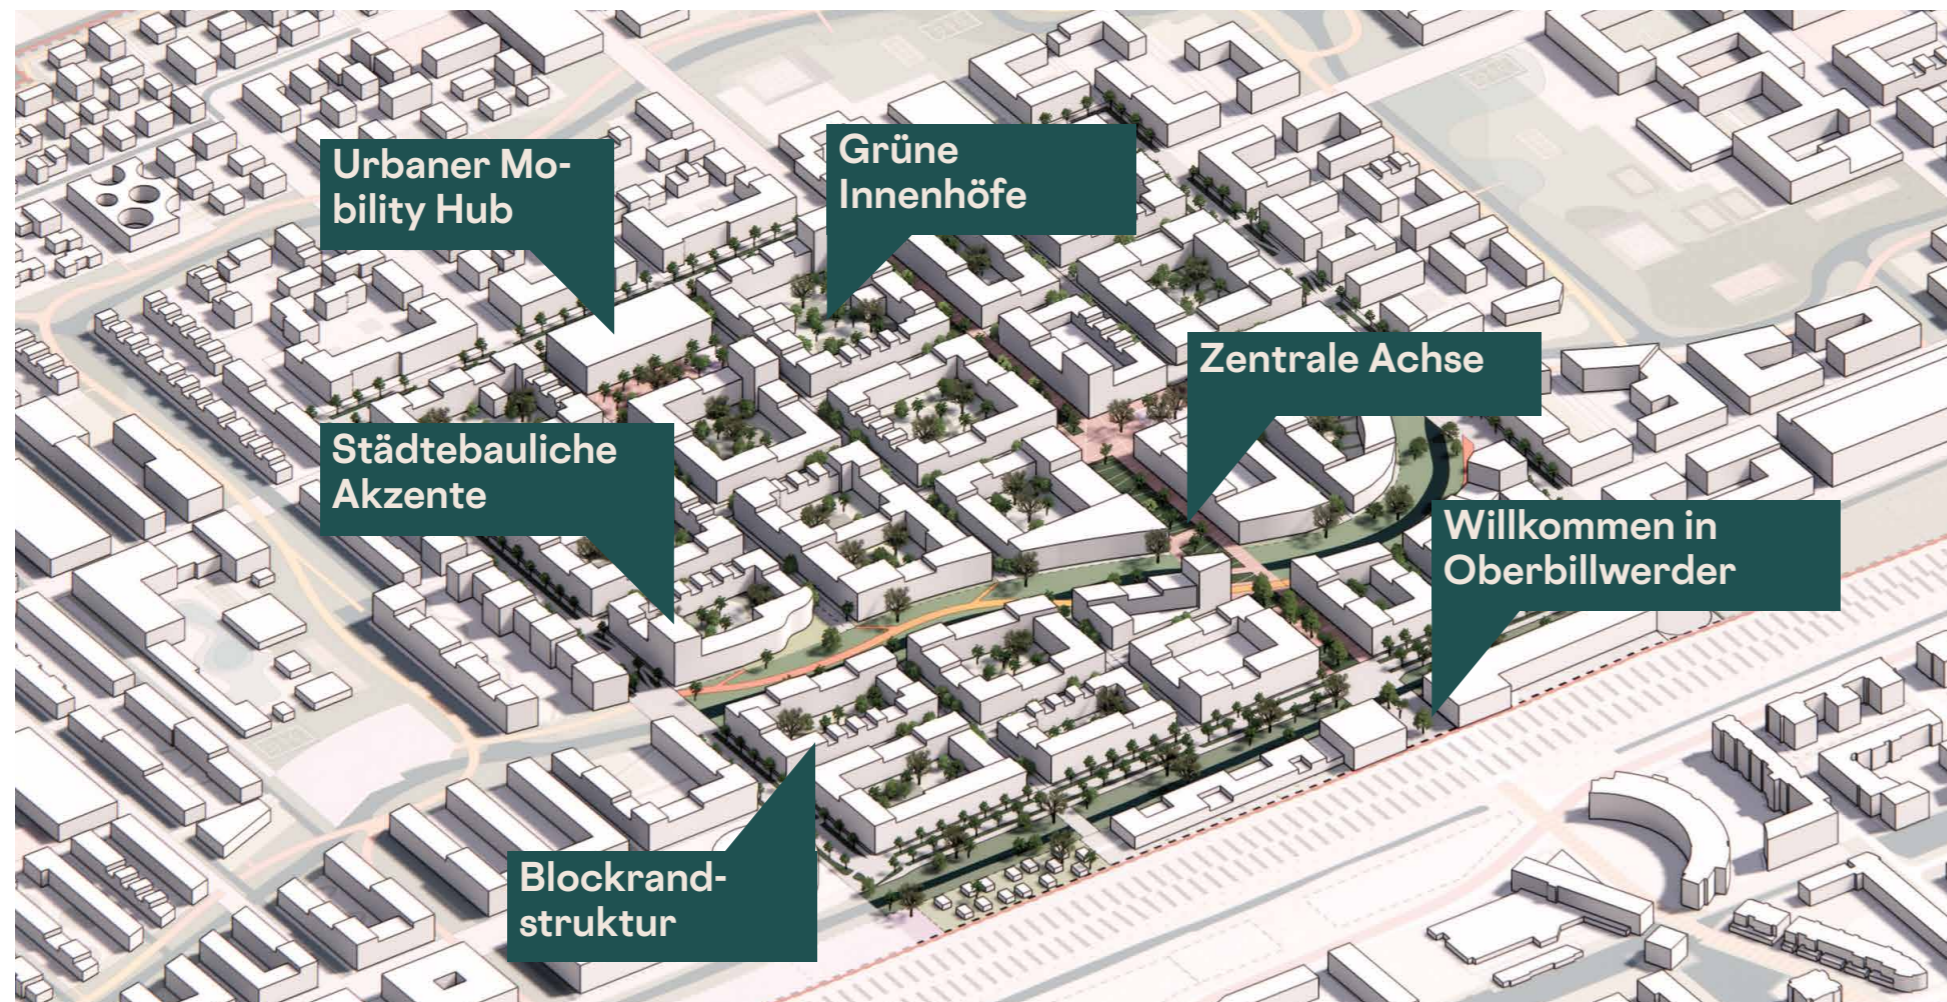 Urbaner Mo-
bility Hub
Grüne
Innenhöfe
Zentrale Achse
Städtebauliche
Akzente
Willkommen in
Oberbillwerder
Blockrand-
struktur